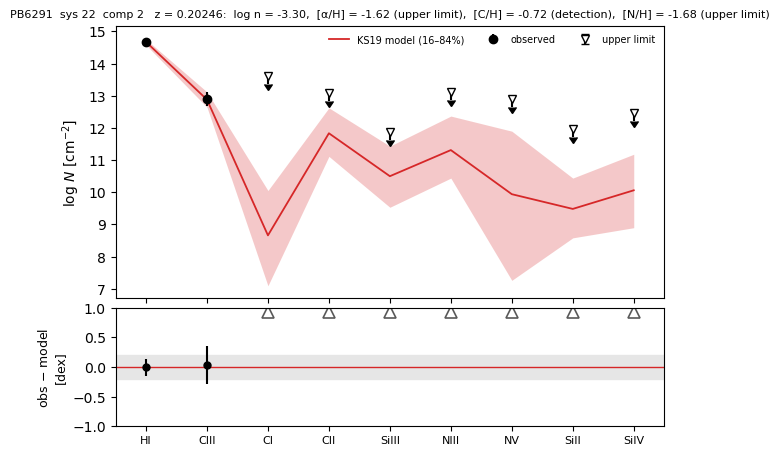 PB6291  sys 22  comp 2   z = 0.20246:  log n = -3.30,  [α/H] = -1.62 (upper limit),  [C/H] = -0.72 (detection),  [N/H] = -1.68 (upper limit)
KS19 model (16–84%)
observed
upper limit
15
14
13
12
11
10
9
8
7
log N [cm⁻²]
1.0
0.5
0.0
−0.5
−1.0
obs − model
[dex]
HI
CIII
CI
CII
SiIII
NIII
NV
SiII
SiIV